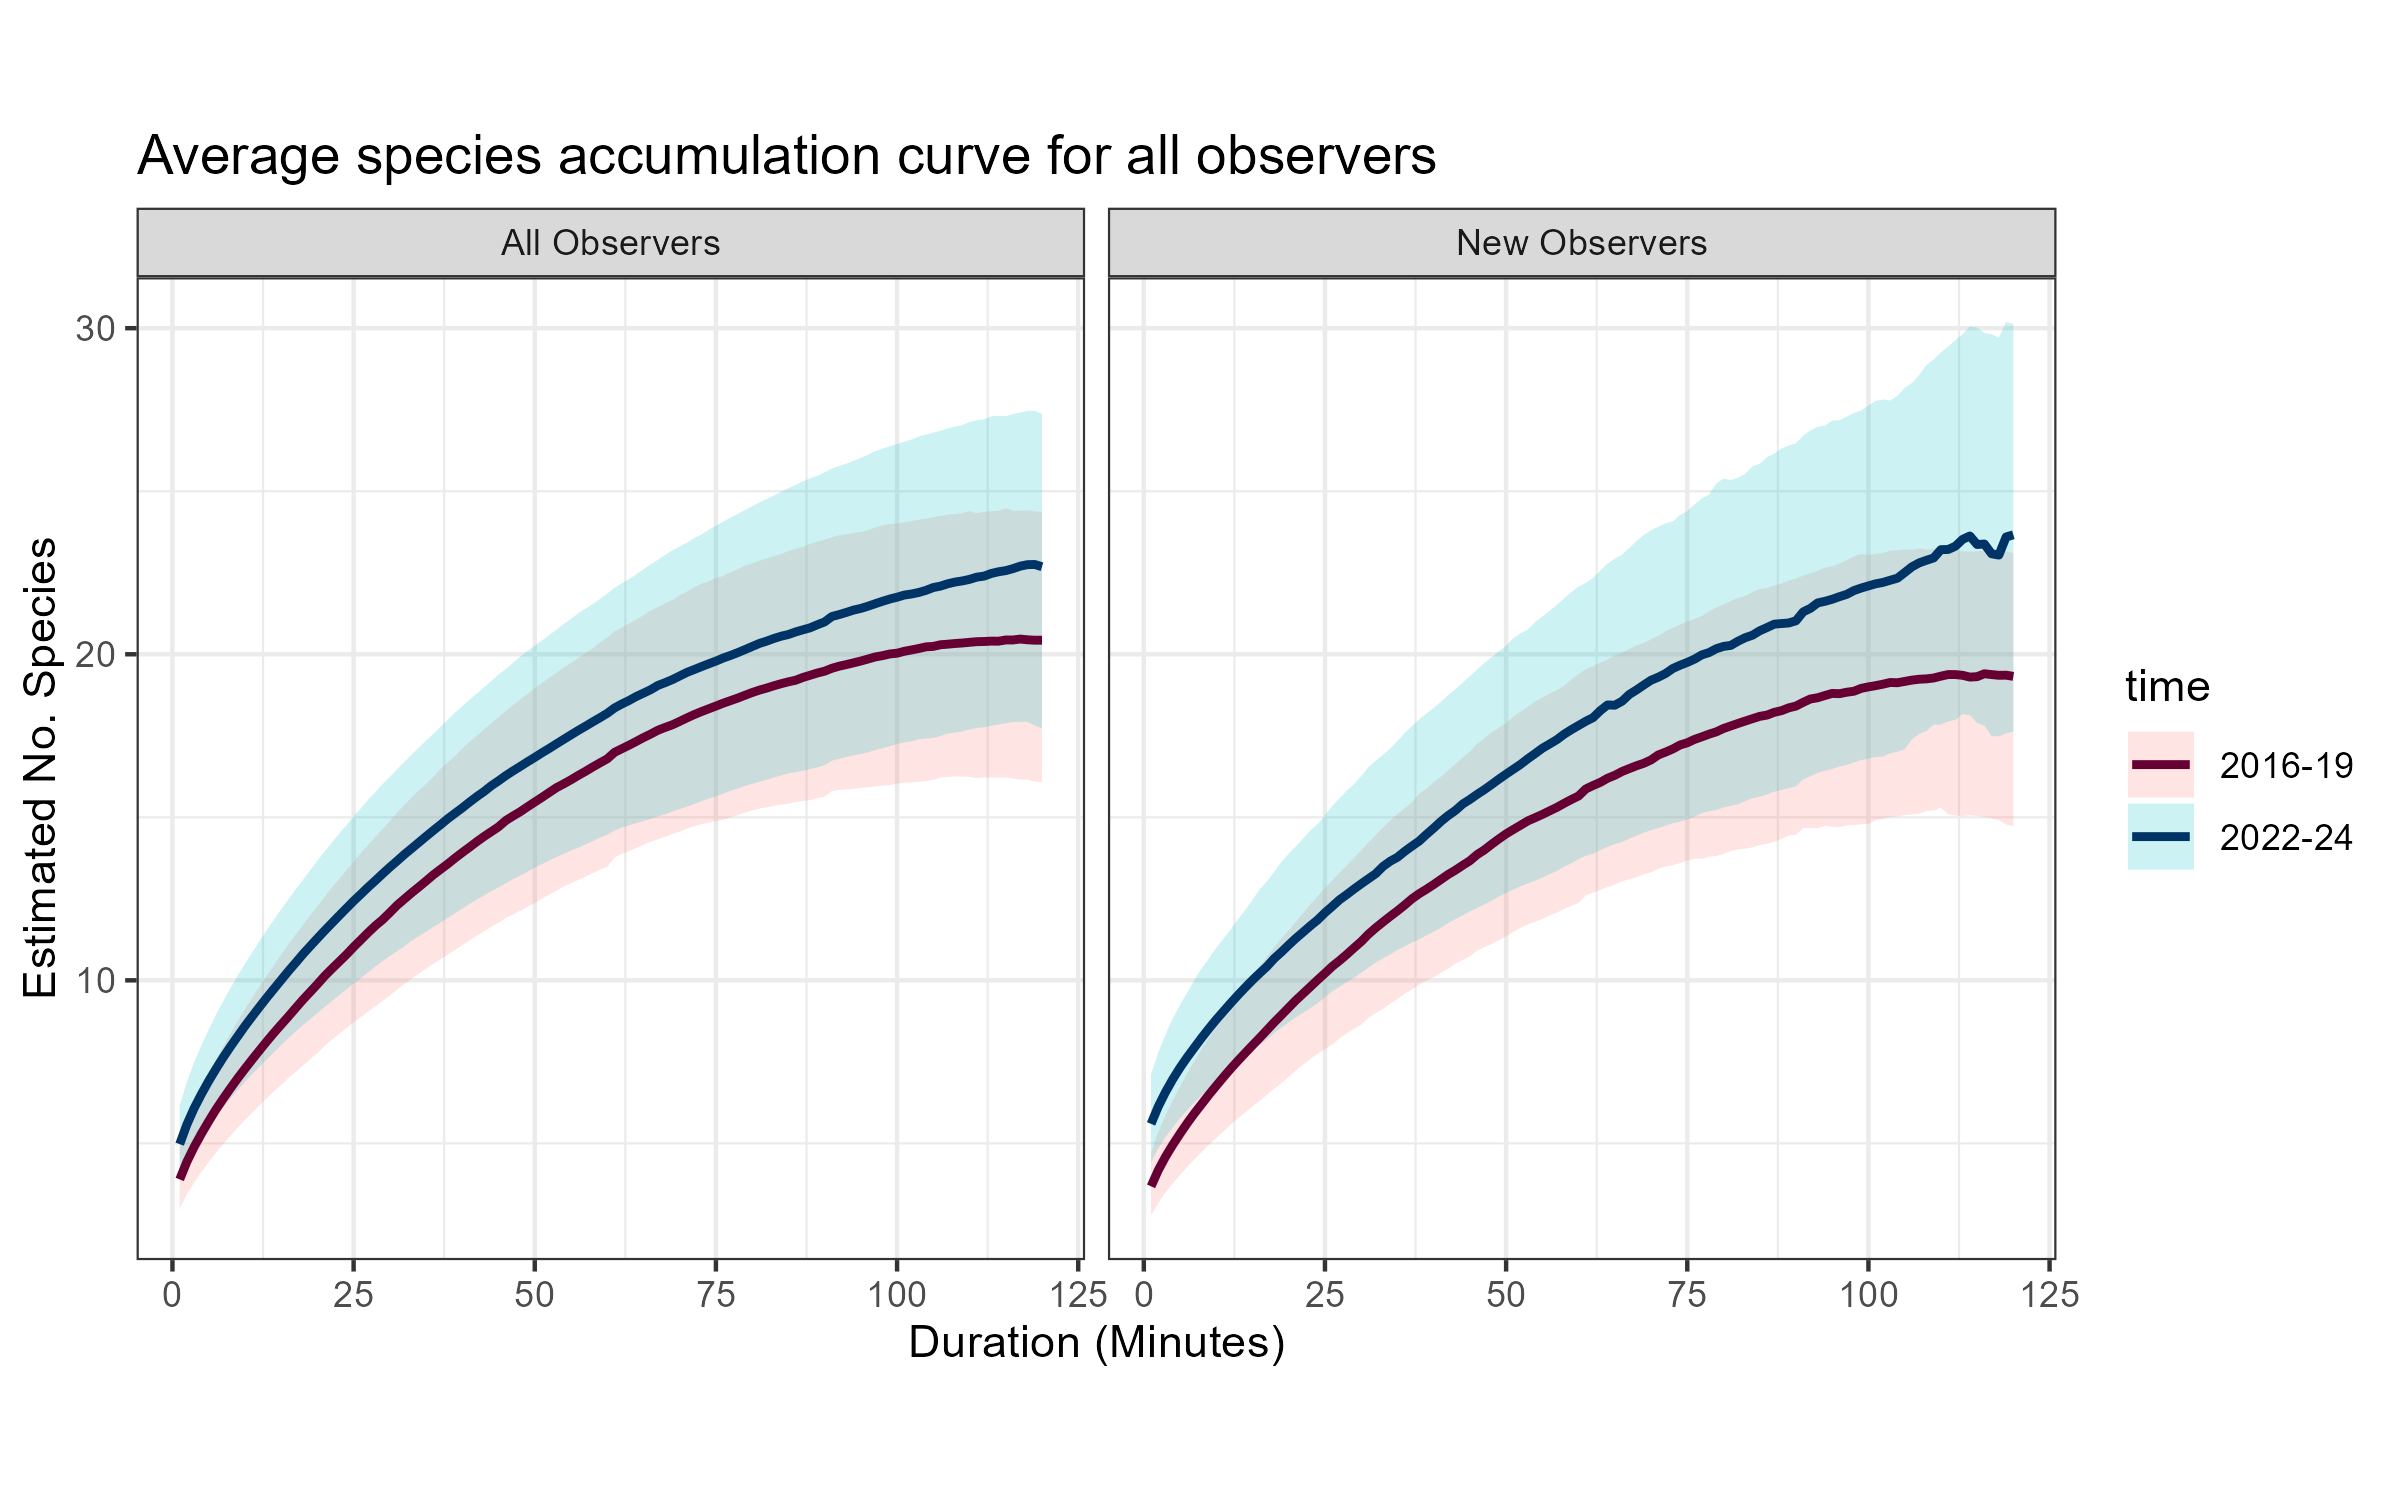 Average species accumulation curve for all observers
All Observers
New Observers
Estimated No. Species
30
20
10
0 25 50 75 100 125
0 25 50 75 100 125
Duration (Minutes)
time
2016-19
2022-24